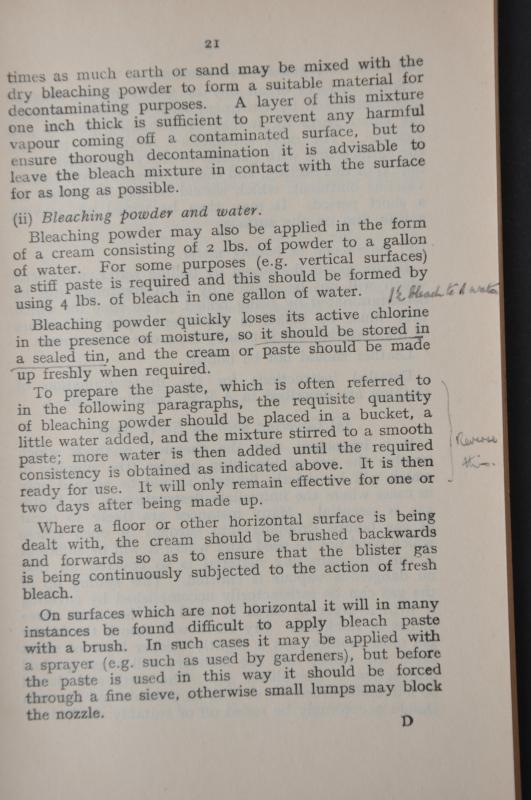 21
times as much earth or sand may be mixed with the
dry bleaching powder to form a suitable material for
decontaminating purposes. A layer of this mixture
one inch thick is sufficient to prevent any harmful
vapour coming off a contaminated surface, but to
ensure thorough decontamination it is advisable to
leave the bleach mixture in contact with the surface
for as long as possible.
(ii) Bleaching powder and water.
Bleaching powder may also be applied in the form
of a cream consisting of 2 lbs. of powder to a gallon
of water. For some purposes (e.g. vertical surfaces)
a stiff paste is required and this should be formed by
using 4 lbs. of bleach in one gallon of water.
bleach to water
Bleaching powder quickly loses its active chlorine
in the presence of moisture, so it should be stored in
a sealed tin, and the cream or paste should be made
up freshly when required.
To prepare the paste, which is often referred to
in the following paragraphs, the requisite quantity
of bleaching powder should be placed in a bucket, a
little water added, and the mixture stirred to a smooth
paste; more water is then added until the required
consistency is obtained as indicated above. It is then
ready for use. It will only remain effective for one or
two days after being made up.
Reverse
this.
Where a floor or other horizontal surface is being
dealt with, the cream should be brushed backwards
and forwards so as to ensure that the blister gas
is being continuously subjected to the action of fresh
bleach.
On surfaces which are not horizontal it will in many
instances be found difficult to apply bleach paste
with a brush. In such cases it may be applied with
a sprayer (e.g. such as used by gardeners), but before
the paste is used in this way it should be forced
through a fine sieve, otherwise small lumps may block
the nozzle.
D